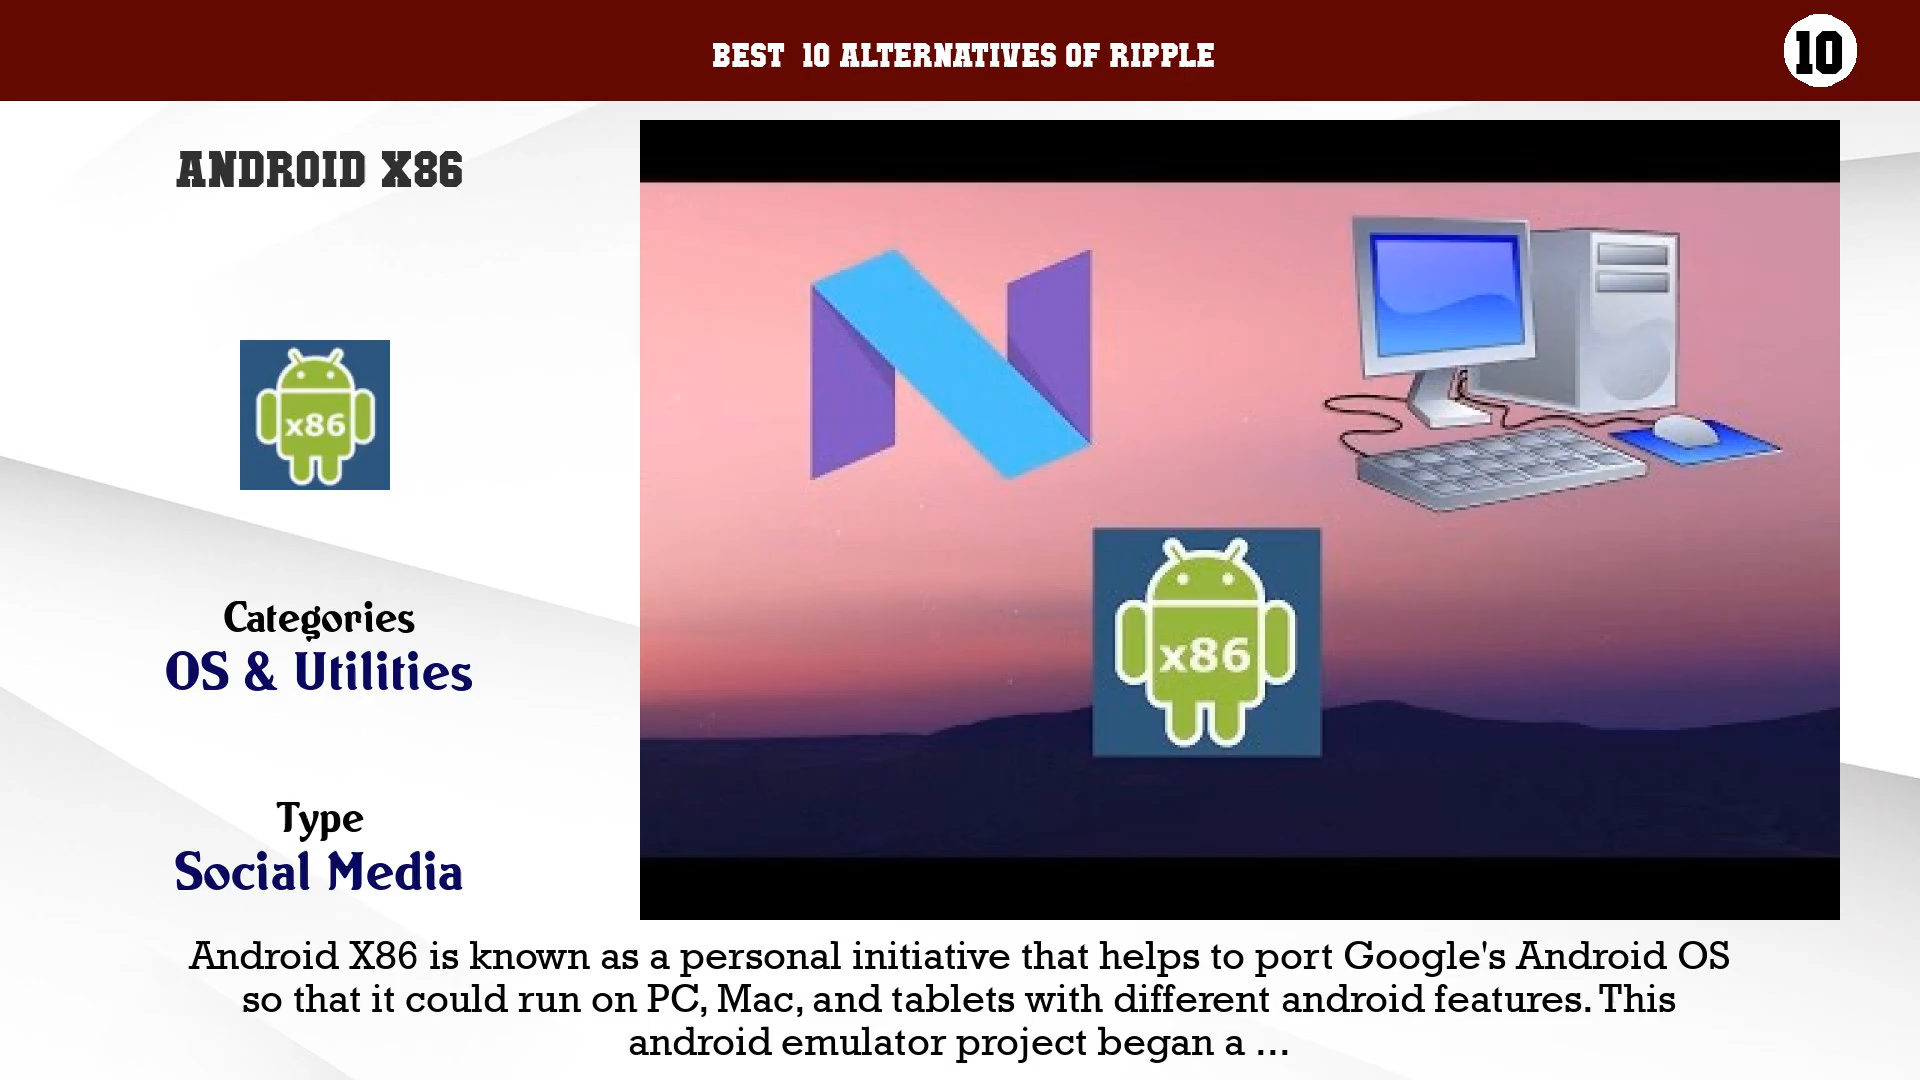 BEST 10 ALTERNATIVES OF RIPPLE
10
ANDROID X86
x86
Categories
OS & Utilities
Type
Social Media
x86
Android X86 is known as a personal initiative that helps to port Google's Android OS
so that it could run on PC, Mac, and tablets with different android features. This
android emulator project began a ...